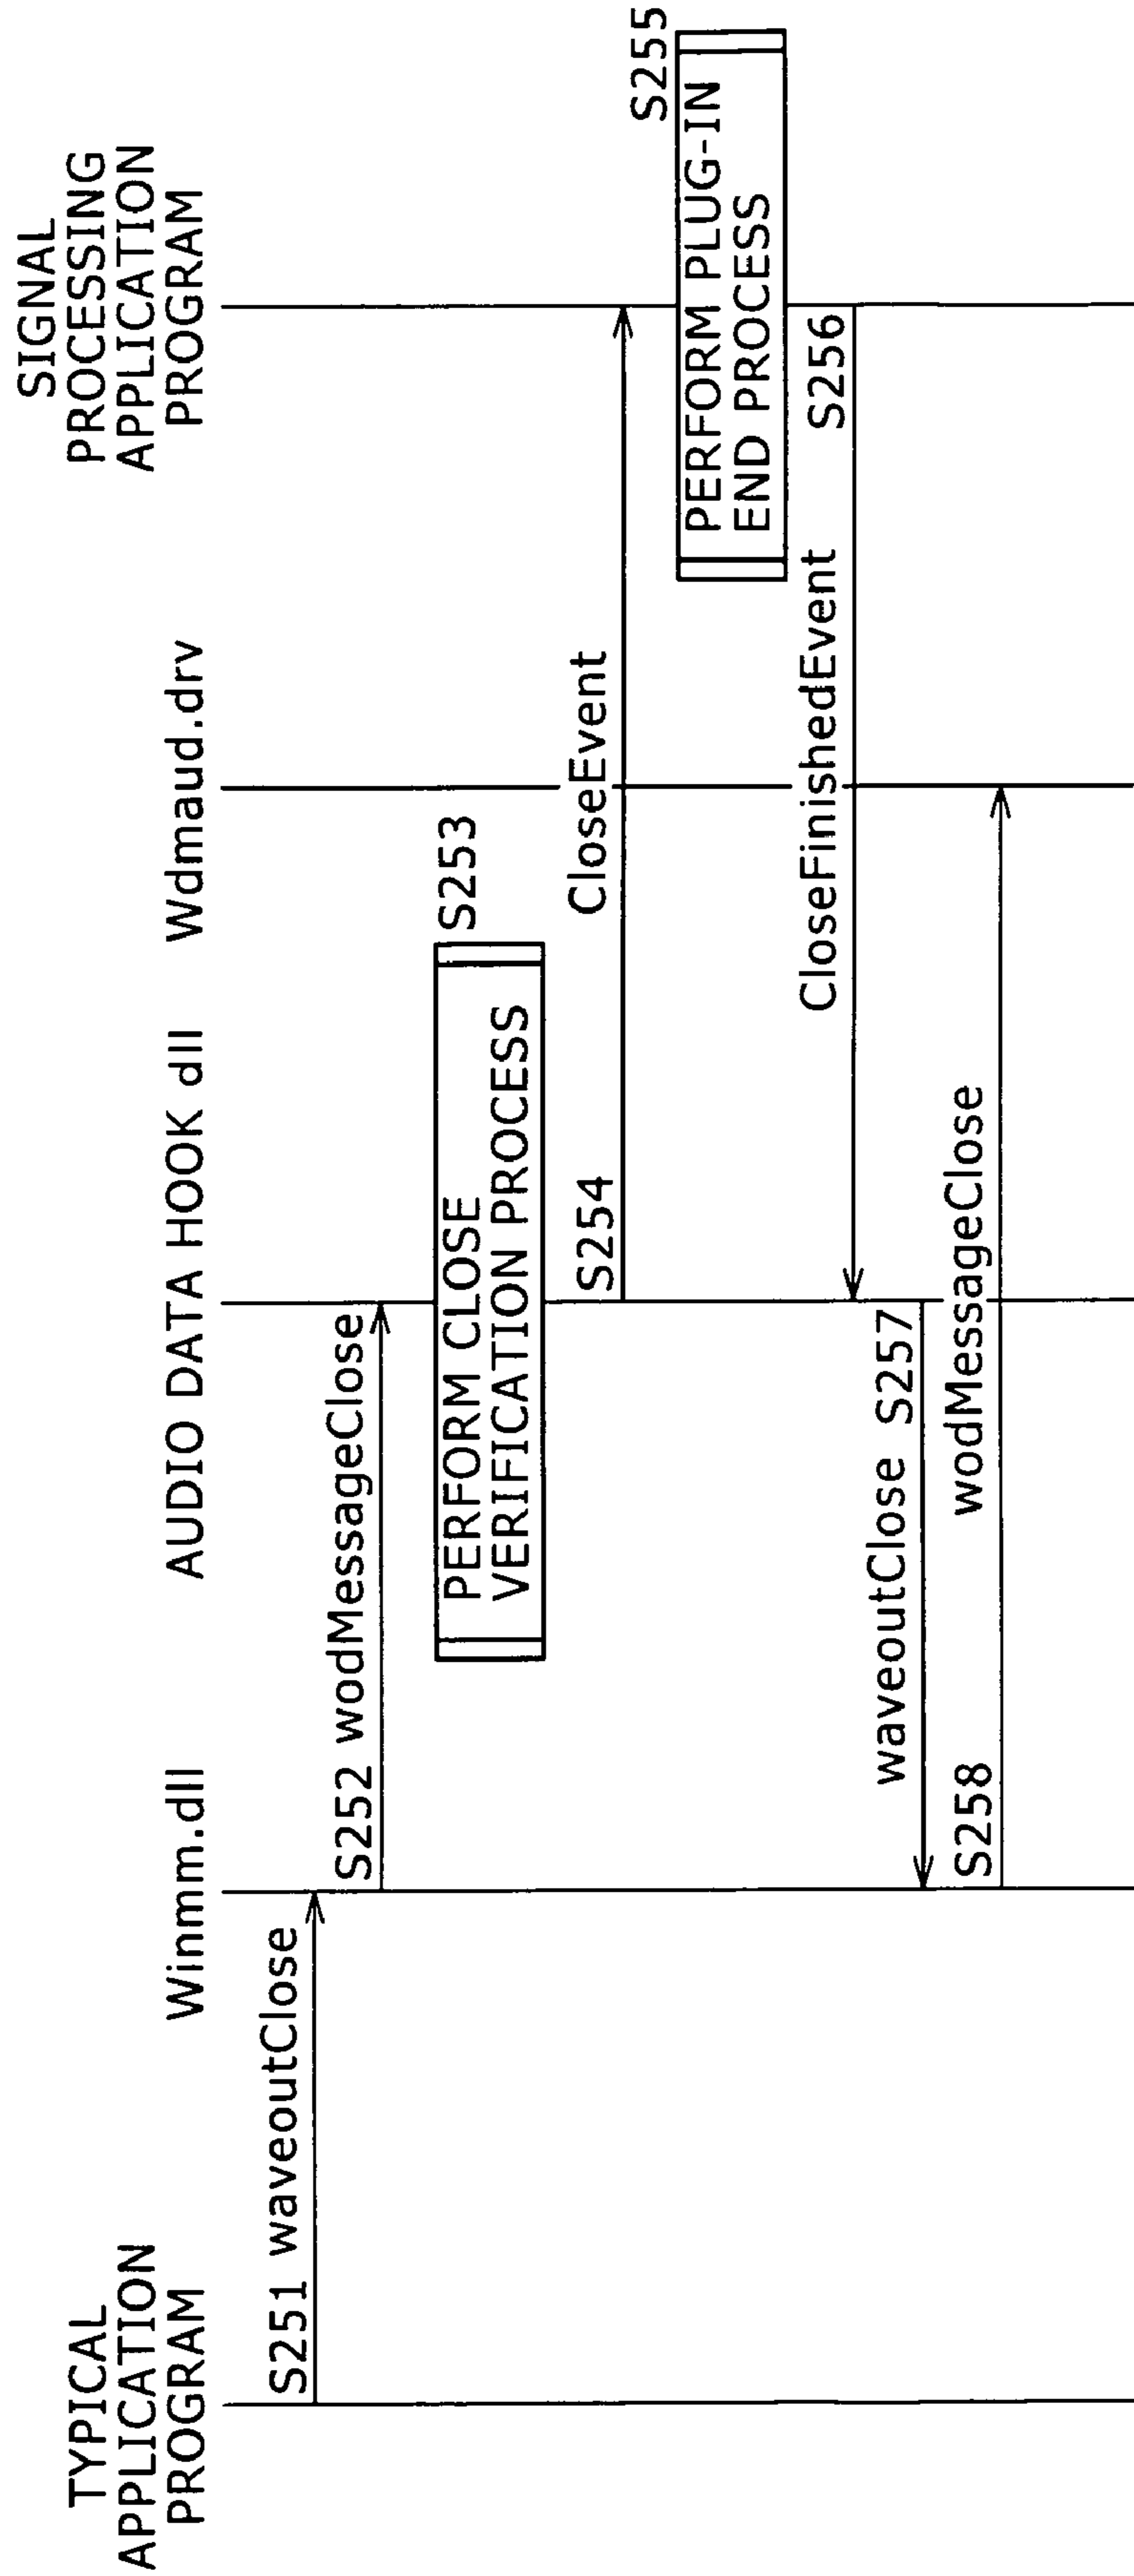 TYPICAL
APPLICATION
PROGRAM
Winmm.dll
AUDIO DATA HOOK dll
Wdmaud.drv
SIGNAL
PROCESSING
APPLICATION
PROGRAM
S251 waveoutClose
S252 wodMessageClose
PERFORM CLOSE
VERIFICATION PROCESS
S253
S254
CloseEvent
S255
PERFORM PLUG-IN
END PROCESS
CloseFinishedEvent
S256
waveoutClose S257
S258
wodMessageClose